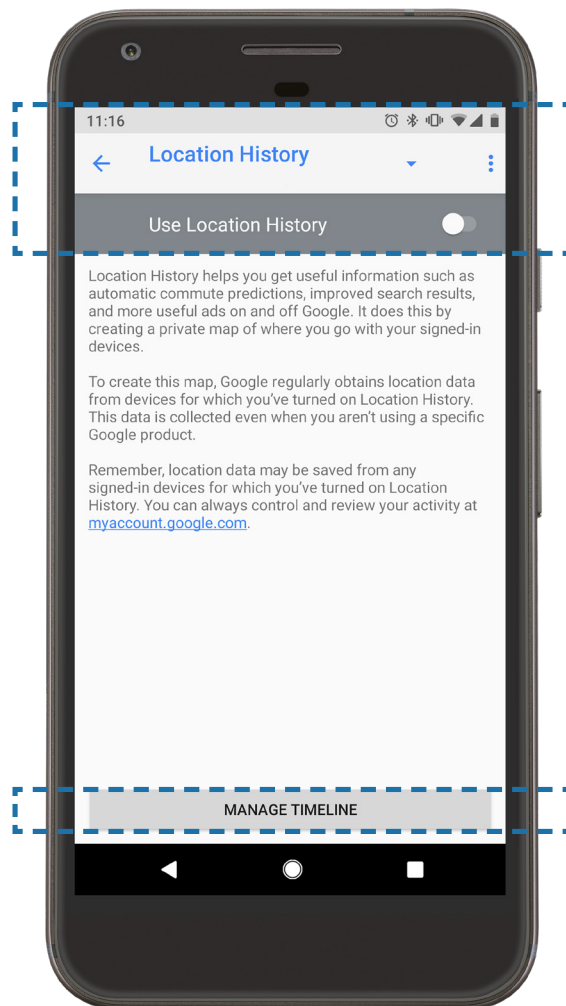 11:16
Location History
Use Location History
Location History helps you get useful information such as
automatic commute predictions, improved search results,
and more useful ads on and off Google. It does this by
creating a private map of where you go with your signed-in
devices.
To create this map, Google regularly obtains location data
from devices for which you’ve turned on Location History.
This data is collected even when you aren’t using a specific
Google product.
Remember, location data may be saved from any
signed-in devices for which you’ve turned on Location
History. You can always control and review your activity at
myaccount.google.com.
MANAGE TIMELINE